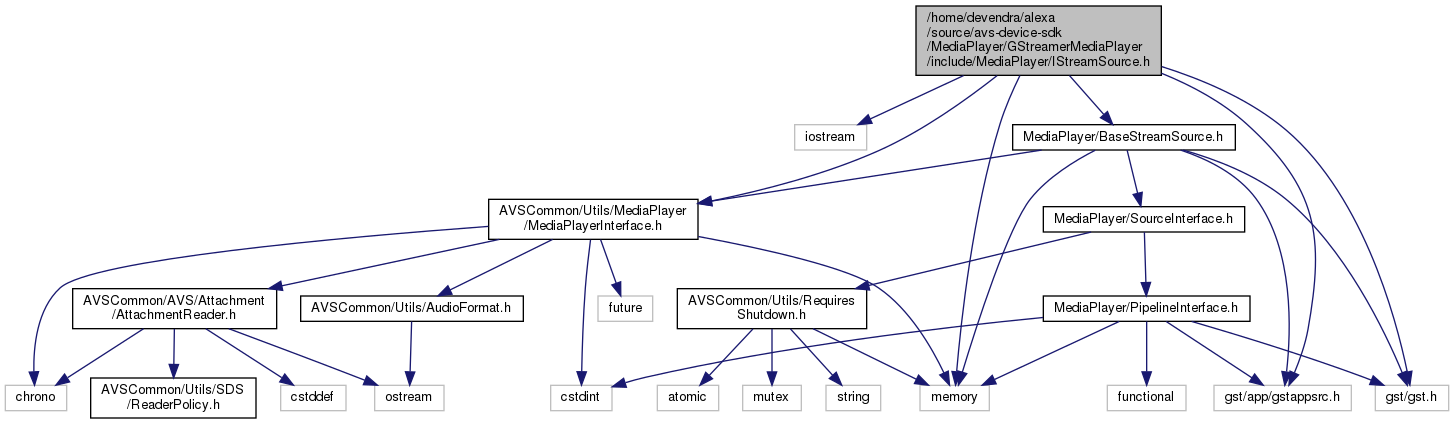 /home/devendra/alexa
/source/avs-device-sdk
/MediaPlayer/GStreamerMediaPlayer
/include/MediaPlayer/IStreamSource.h
iostream
MediaPlayer/BaseStreamSource.h
AVSCommon/Utils/MediaPlayer
/MediaPlayerInterface.h
MediaPlayer/SourceInterface.h
AVSCommon/AVS/Attachment
/AttachmentReader.h
AVSCommon/Utils/AudioFormat.h
future
AVSCommon/Utils/Requires
Shutdown.h
MediaPlayer/PipelineInterface.h
chrono
AVSCommon/Utils/SDS
/ReaderPolicy.h
cstddef
ostream
cstdint
atomic
mutex
string
memory
functional
gst/app/gstappsrc.h
gst/gst.h